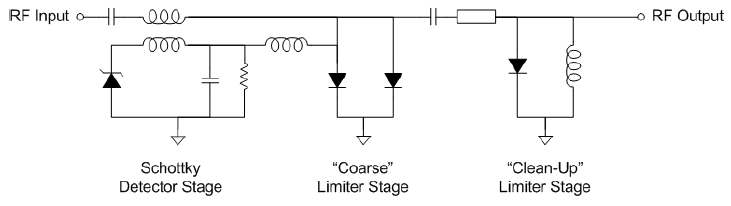 RF Input
RF Output
Schottky
Detector Stage
“Coarse”
Limiter Stage
“Clean-Up”
Limiter Stage